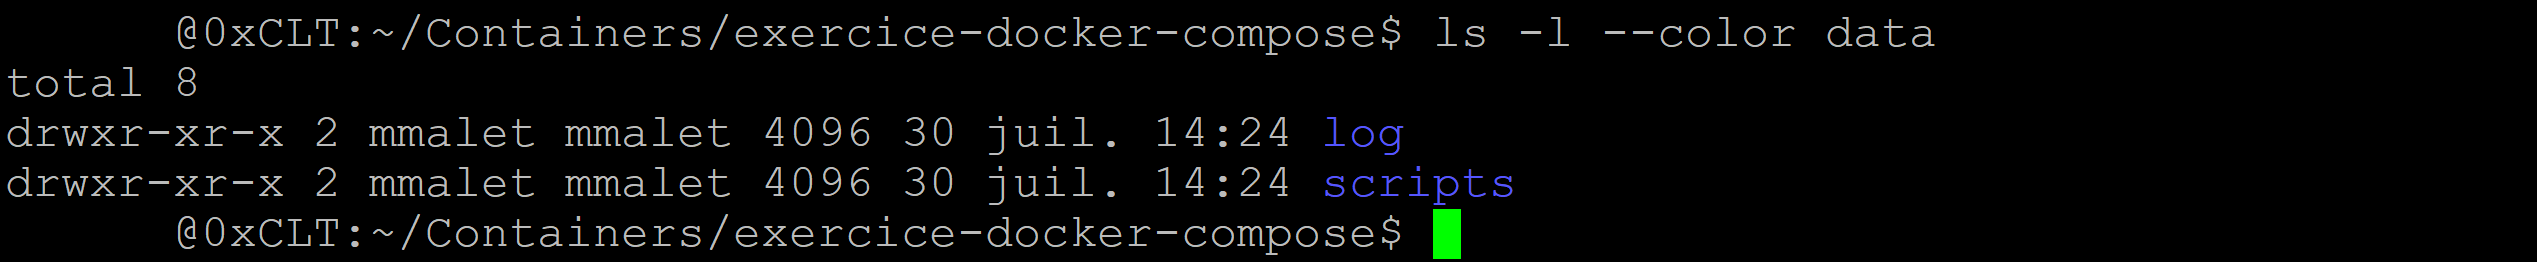 @0xCLT:~/Containers/exercice-docker-compose$ ls -l --color data
total 8
drwxr-xr-x 2 mmalet mmalet 4096 30 juil. 14:24 log
drwxr-xr-x 2 mmalet mmalet 4096 30 juil. 14:24 scripts
@0xCLT:~/Containers/exercice-docker-compose$